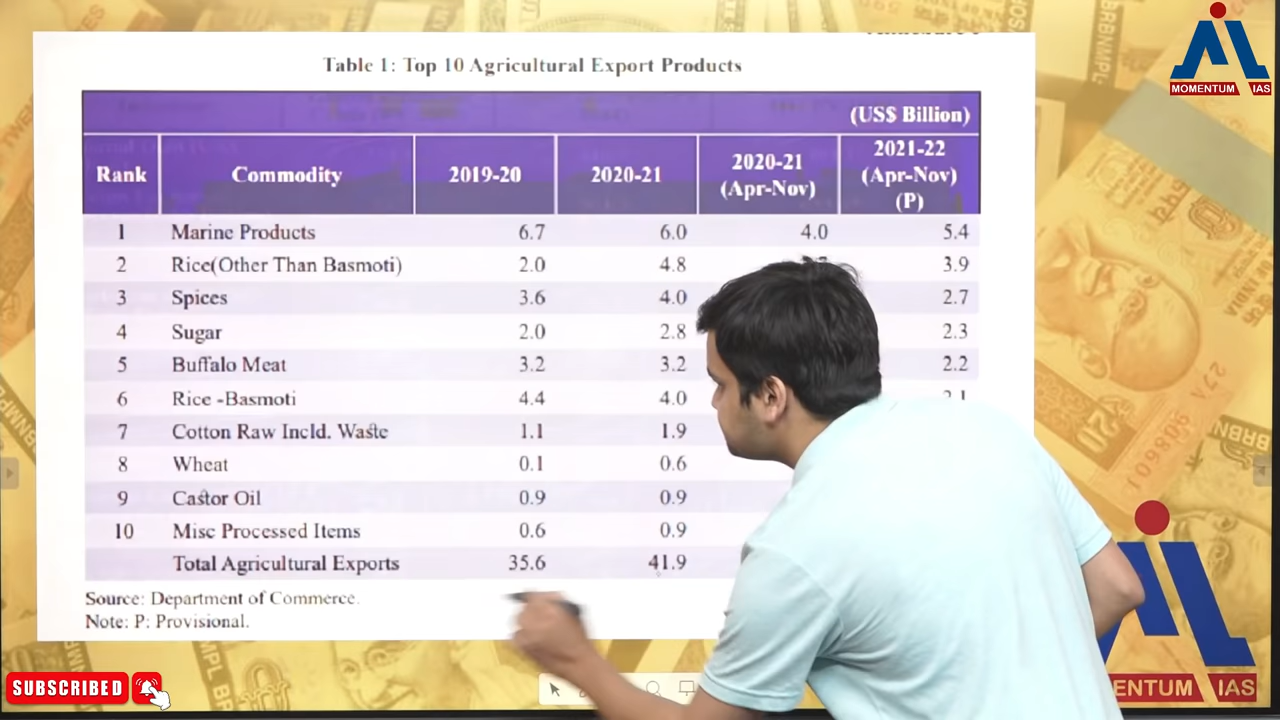 MOMENTUM IAS
Table 1: Top 10 Agricultural Export Products
(US$ Billion)
Rank Commodity 2019-20 2020-21 2020-21 (Apr-Nov) 2021-22 (Apr-Nov) (P)
1 Marine Products 6.7 6.0 4.0 5.4
2 Rice(Other Than Basmoti) 2.0 4.8 3.9
3 Spices 3.6 4.0 2.7
4 Sugar 2.0 2.8 2.3
5 Buffalo Meat 3.2 3.2 2.2
6 Rice -Basmoti 4.4 4.0
7 Cotton Raw Incld. Waste 1.1 1.9
8 Wheat 0.1 0.6
9 Castor Oil 0.9 0.9
10 Misc Processed Items 0.6 0.9
Total Agricultural Exports 35.6 41.9
Source: Department of Commerce.
Note: P: Provisional.
SUBSCRIBED
ENTUM IAS